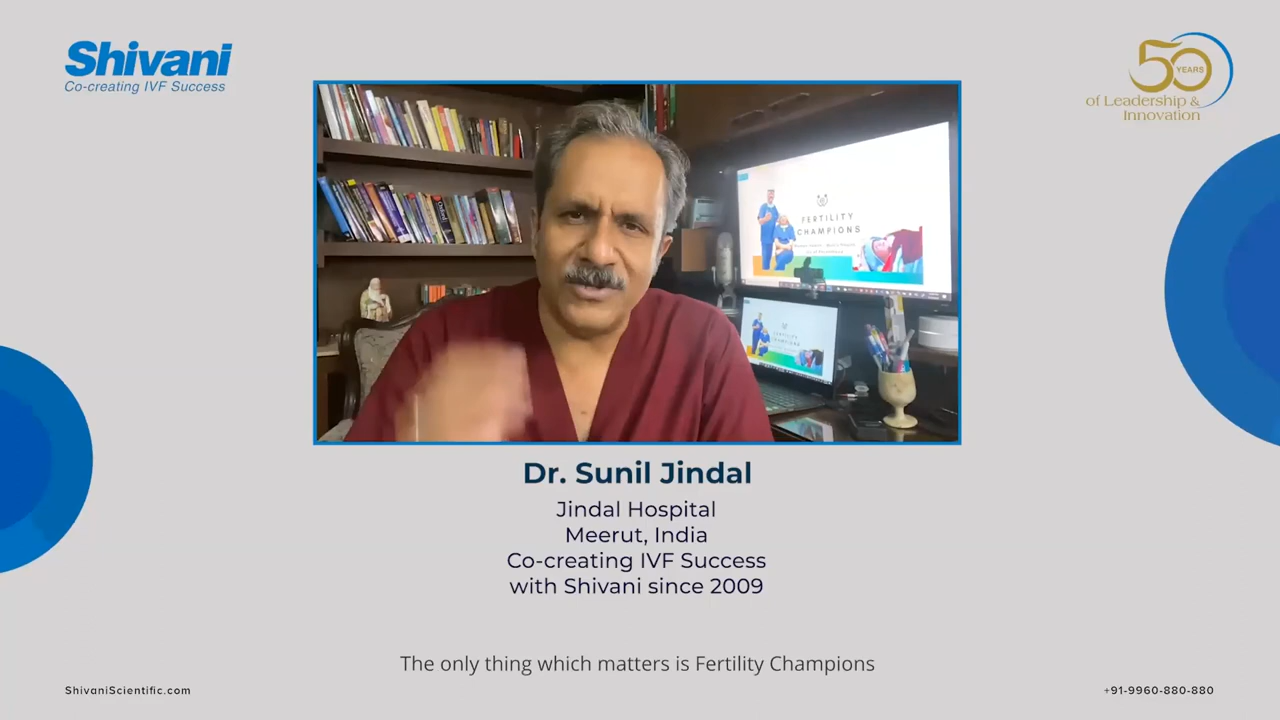 Shivani
Co-creating IVF Success
50
YEARS
of Leadership &
Innovation
FERTILITY
CHAMPIONS
FERTILITY
CHAMPIONS
Dr. Sunil Jindal
Jindal Hospital
Meerut, India
Co-creating IVF Success
with Shivani since 2009
The only thing which matters is Fertility Champions
ShivaniScientific.com
+91-9960-880-880